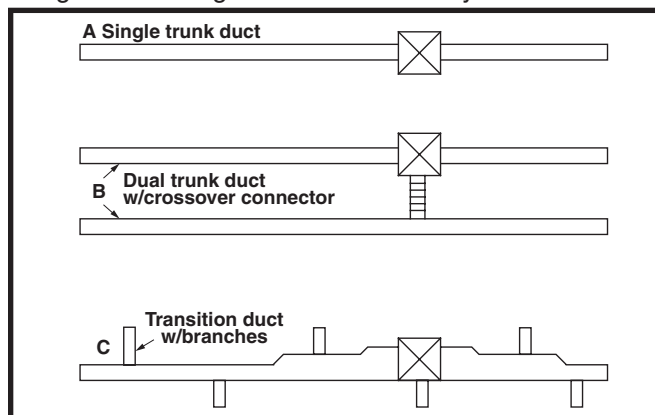 A Single trunk duct
B Dual trunk duct
w/crossover connector
C Transition duct
w/branches